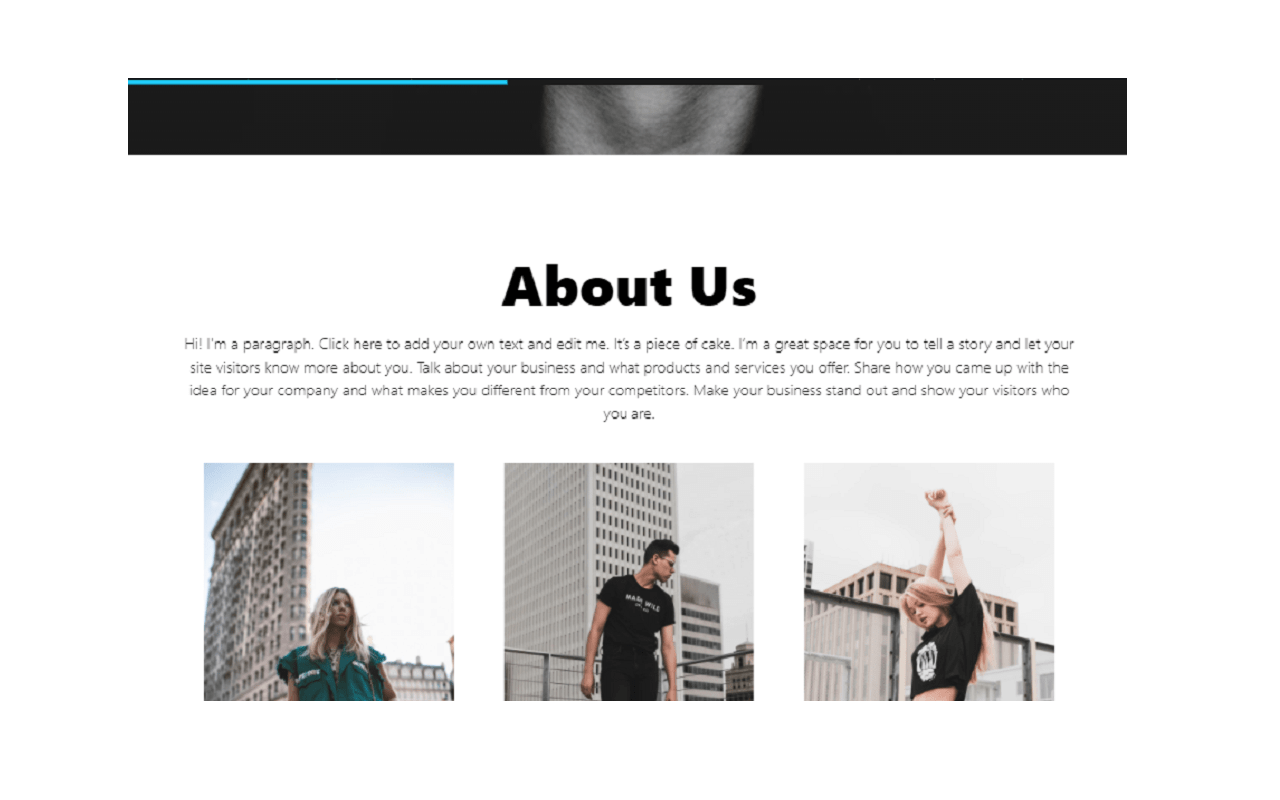 About Us
Hi! I'm a paragraph. Click here to add your own text and edit me. It's a piece of cake. I'm a great space for you to tell a story and let your
site visitors know more about you. Talk about your business and what products and services you offer. Share how you came up with the
idea for your company and what makes you different from your competitors. Make your business stand out and show your visitors who
you are.